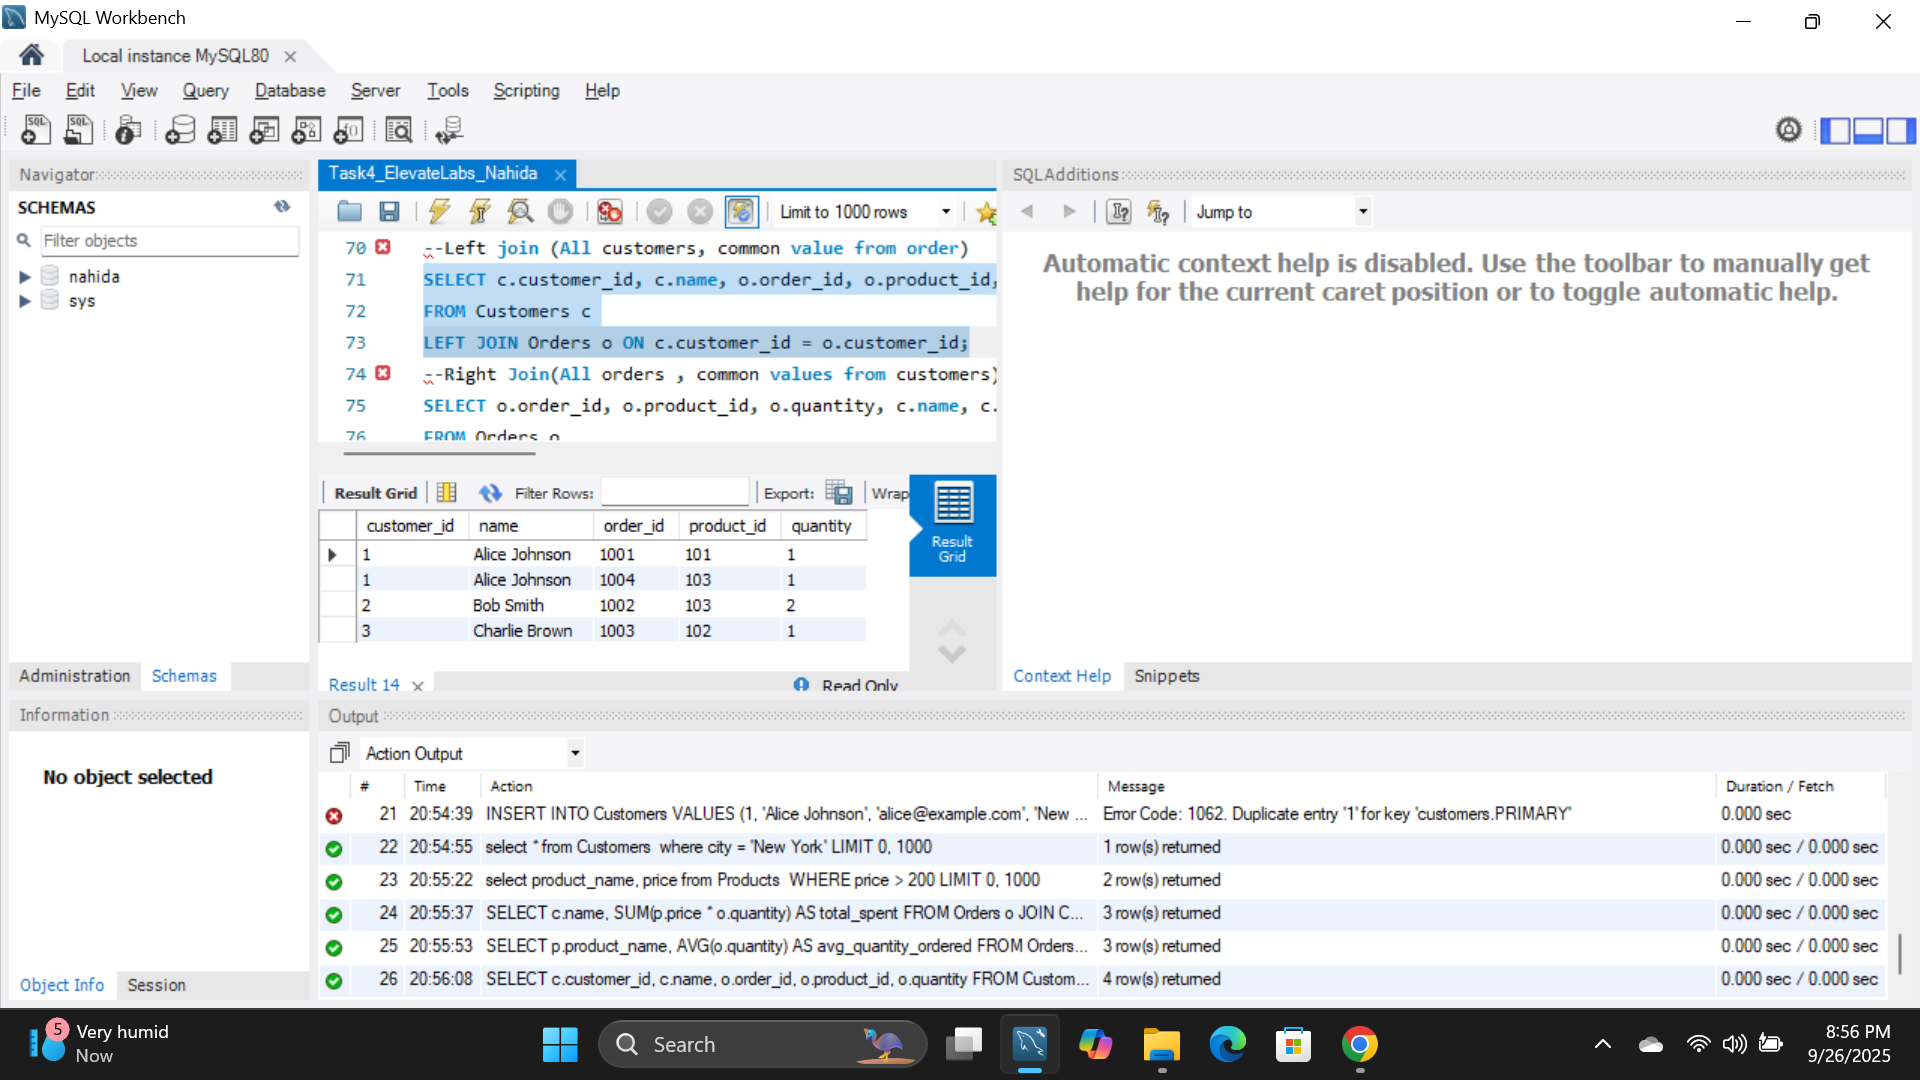 MySQL Workbench
Local instance MySQL80
File Edit View Query Database Server Tools Scripting Help
Navigator
SCHEMAS
Filter objects
nahida
sys
Administration Schemas
Information
No object selected
Object Info Session
Task4_ElevateLabs_Nahida
Limit to 1000 rows
70 --Left join (All customers, common value from order)
71 SELECT c.customer_id, c.name, o.order_id, o.product_id,
72 FROM Customers c
73 LEFT JOIN Orders o ON c.customer_id = o.customer_id;
74 --Right Join(All orders , common values from customers)
75 SELECT o.order_id, o.product_id, o.quantity, c.name, c.
76 FROM Orders o
Result Grid Filter Rows: Export: Wrap
customer_id name order_id product_id quantity
1 Alice Johnson 1001 101 1
1 Alice Johnson 1004 103 1
2 Bob Smith 1002 103 2
3 Charlie Brown 1003 102 1
Result
Grid
Result 14 Read Only
SQLAdditions
Jump to
Automatic context help is disabled. Use the toolbar to manually get
help for the current caret position or to toggle automatic help.
Context Help Snippets
Output
Action Output
# Time Action Message Duration / Fetch
21 20:54:39 INSERT INTO Customers VALUES (1, 'Alice Johnson', 'alice@example.com', 'New ... Error Code: 1062. Duplicate entry '1' for key 'customers.PRIMARY' 0.000 sec
22 20:54:55 select * from Customers where city = 'New York' LIMIT 0, 1000 1 row(s) returned 0.000 sec / 0.000 sec
23 20:55:22 select product_name, price from Products WHERE price > 200 LIMIT 0, 1000 2 row(s) returned 0.000 sec / 0.000 sec
24 20:55:37 SELECT c.name, SUM(p.price * o.quantity) AS total_spent FROM Orders o JOIN C... 3 row(s) returned 0.000 sec / 0.000 sec
25 20:55:53 SELECT p.product_name, AVG(o.quantity) AS avg_quantity_ordered FROM Orders... 3 row(s) returned 0.000 sec / 0.000 sec
26 20:56:08 SELECT c.customer_id, c.name, o.order_id, o.product_id, o.quantity FROM Custom... 4 row(s) returned 0.000 sec / 0.000 sec
5
Very humid
Now
Search
8:56 PM
9/26/2025